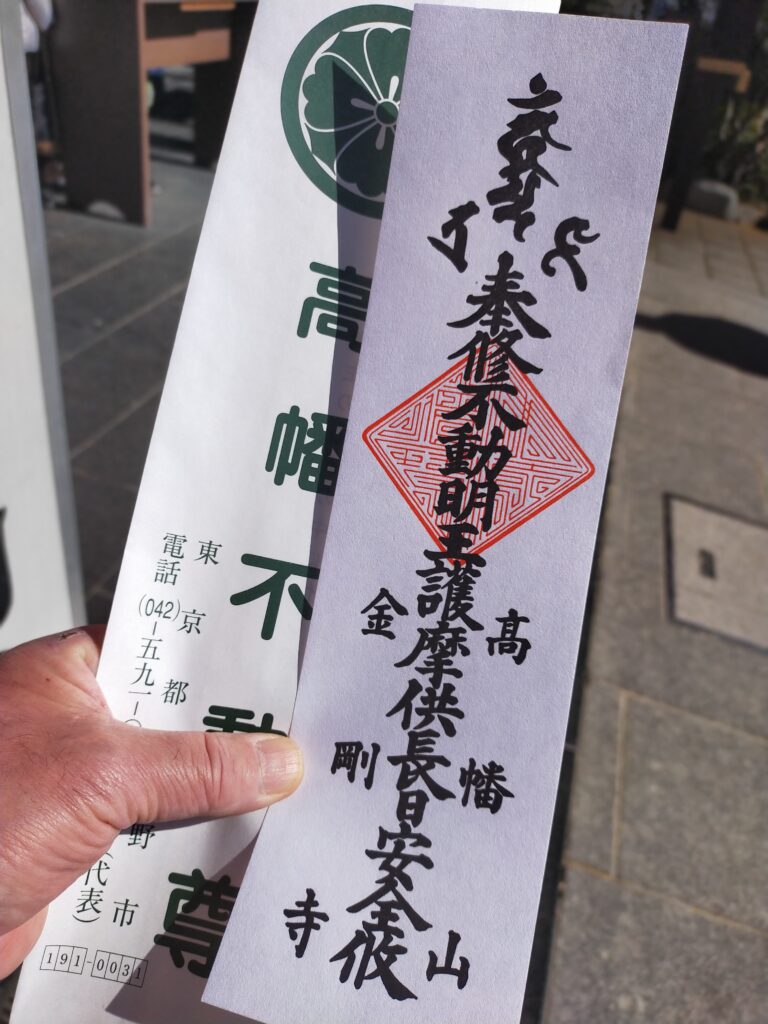 高幡山
奉修不動明王護摩供長日安全攸
金剛寺
高幡不動尊
東京都 野市
電話(042)-五九一- (代表)
191-0031